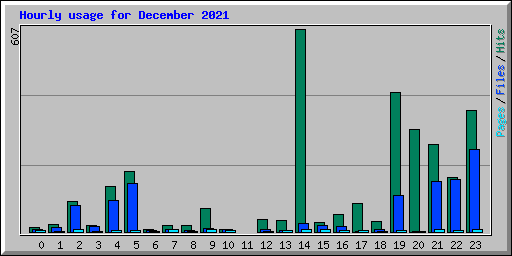 Hourly usage for December 2021
607
Pages/Files/Hits
0 1 2 3 4 5 6 7 8 9 10 11 12 13 14 15 16 17 18 19 20 21 22 23